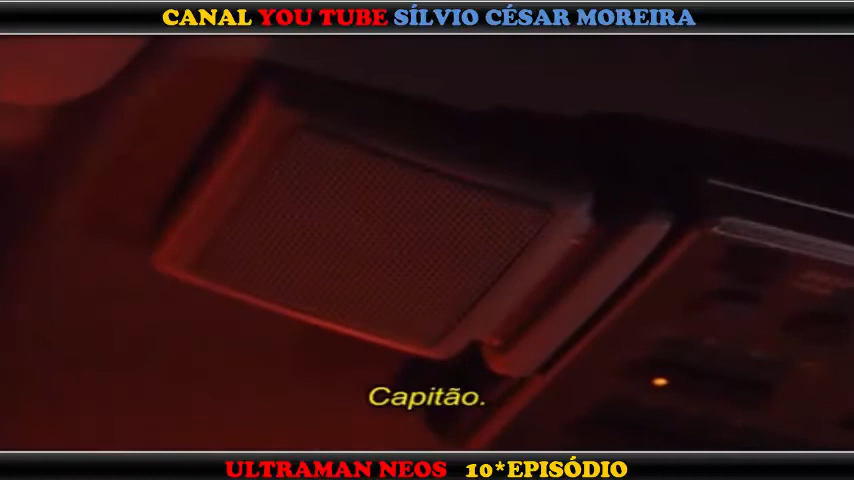 CANAL YOU TUBE SÍLVIO CÉSAR MOREIRA
Capitão.
ULTRAMAN NEOS 10*EPISÓDIO